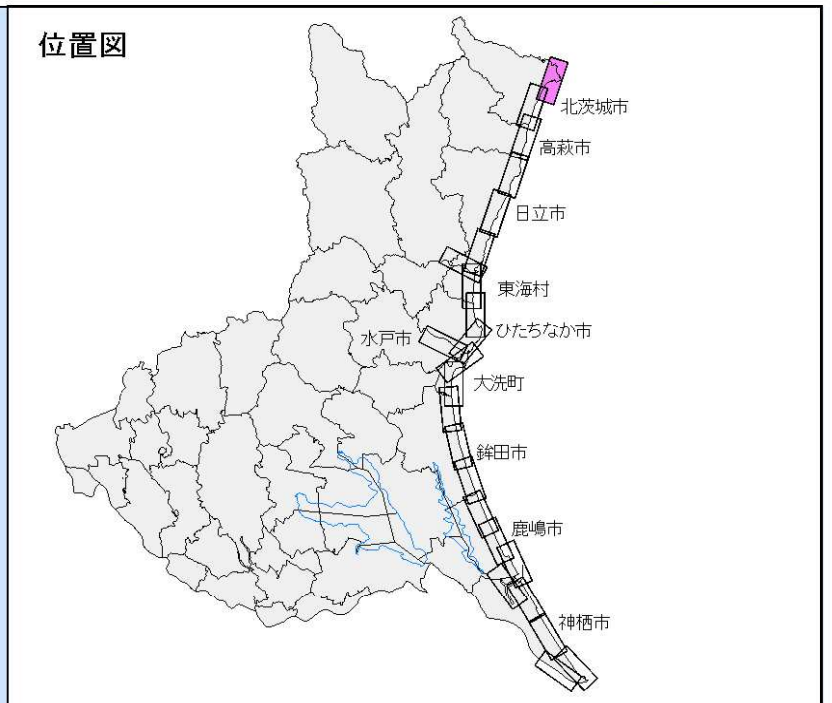 位置図
北茨城市
高萩市
日立市
東海村
水戸市
ひたちなか市
大洗町
鉾田市
鹿嶋市
神栖市